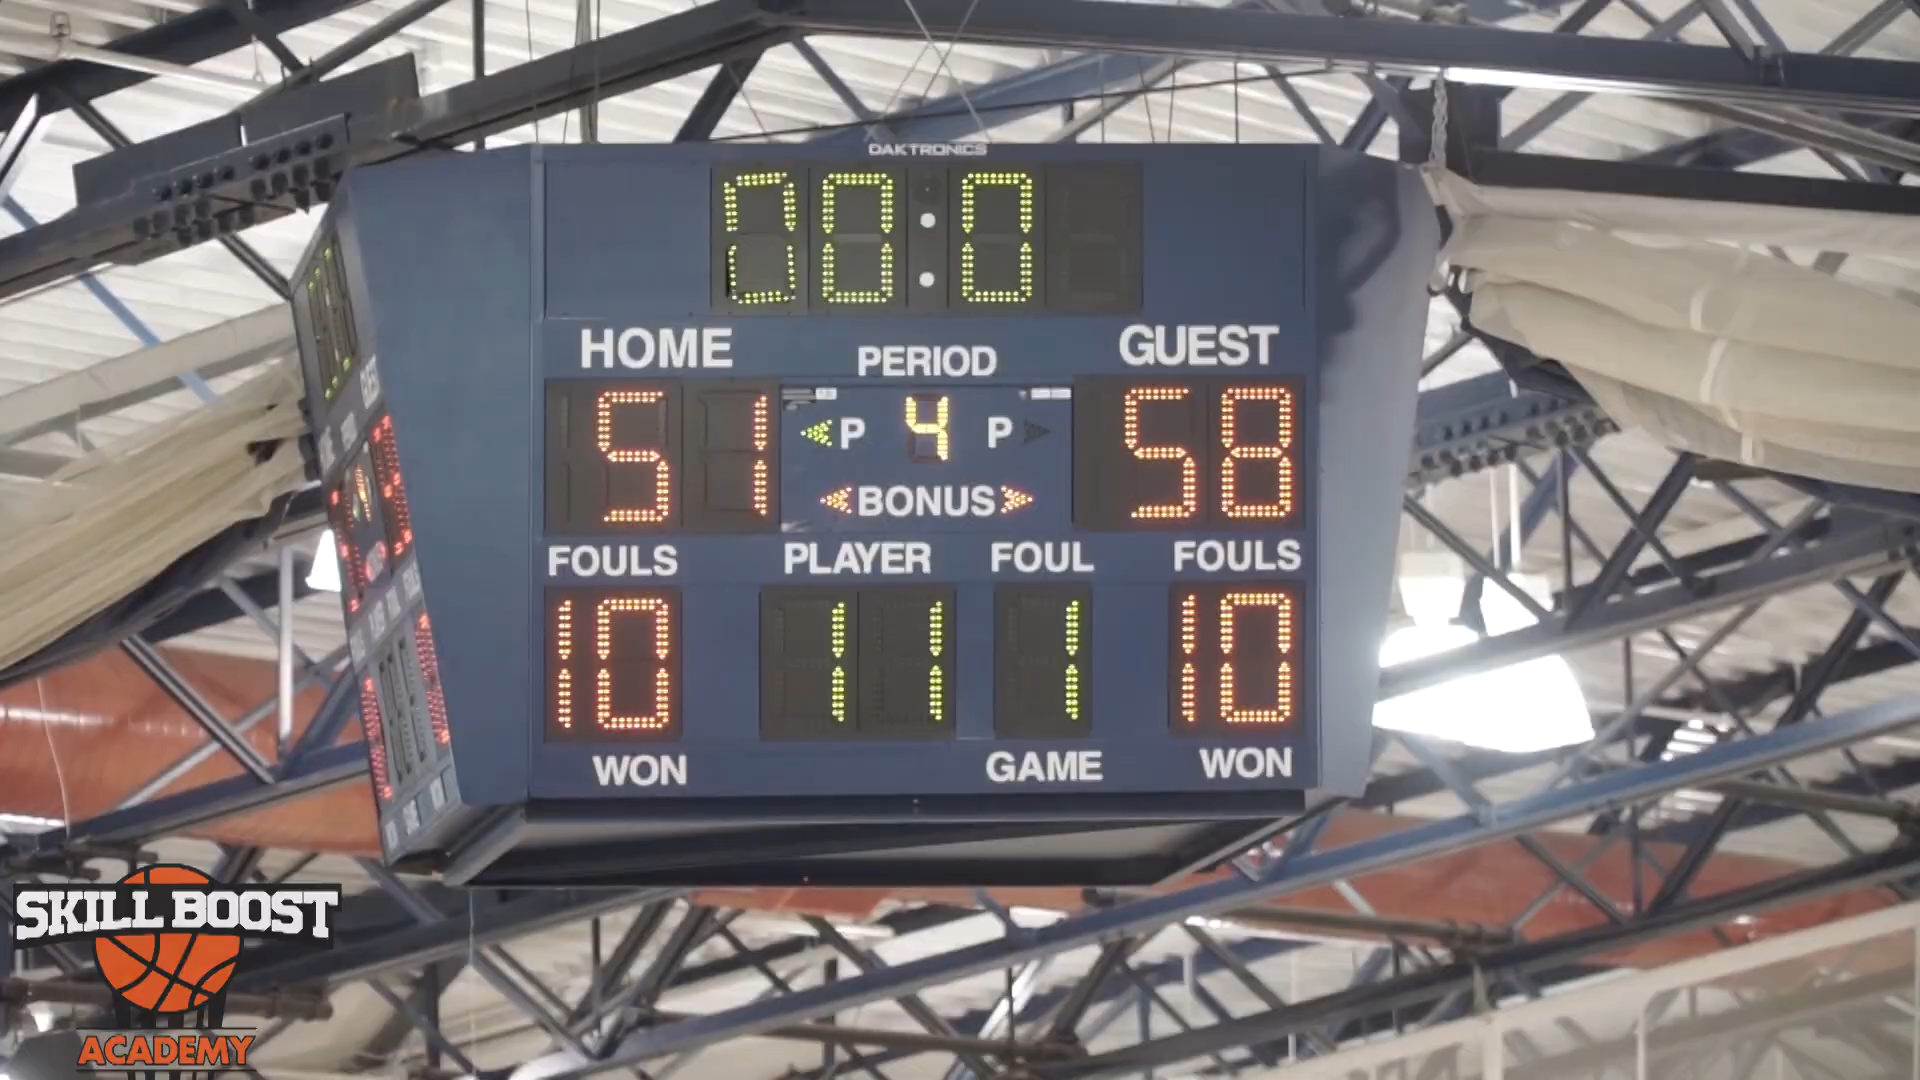 DAKTRONICS
00:0
HOME PERIOD GUEST
51 P 4 P 58
BONUS
FOULS PLAYER FOUL FOULS
10 11 1 10
WON GAME WON
SKILL BOOST
ACADEMY